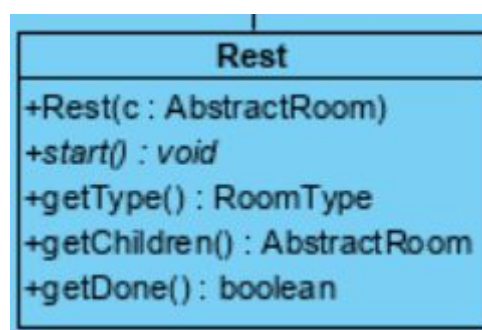 Rest
+Rest(c : AbstractRoom)
+start() : void
+getType() : RoomType
+getChildren() : AbstractRoom
+getDone() : boolean